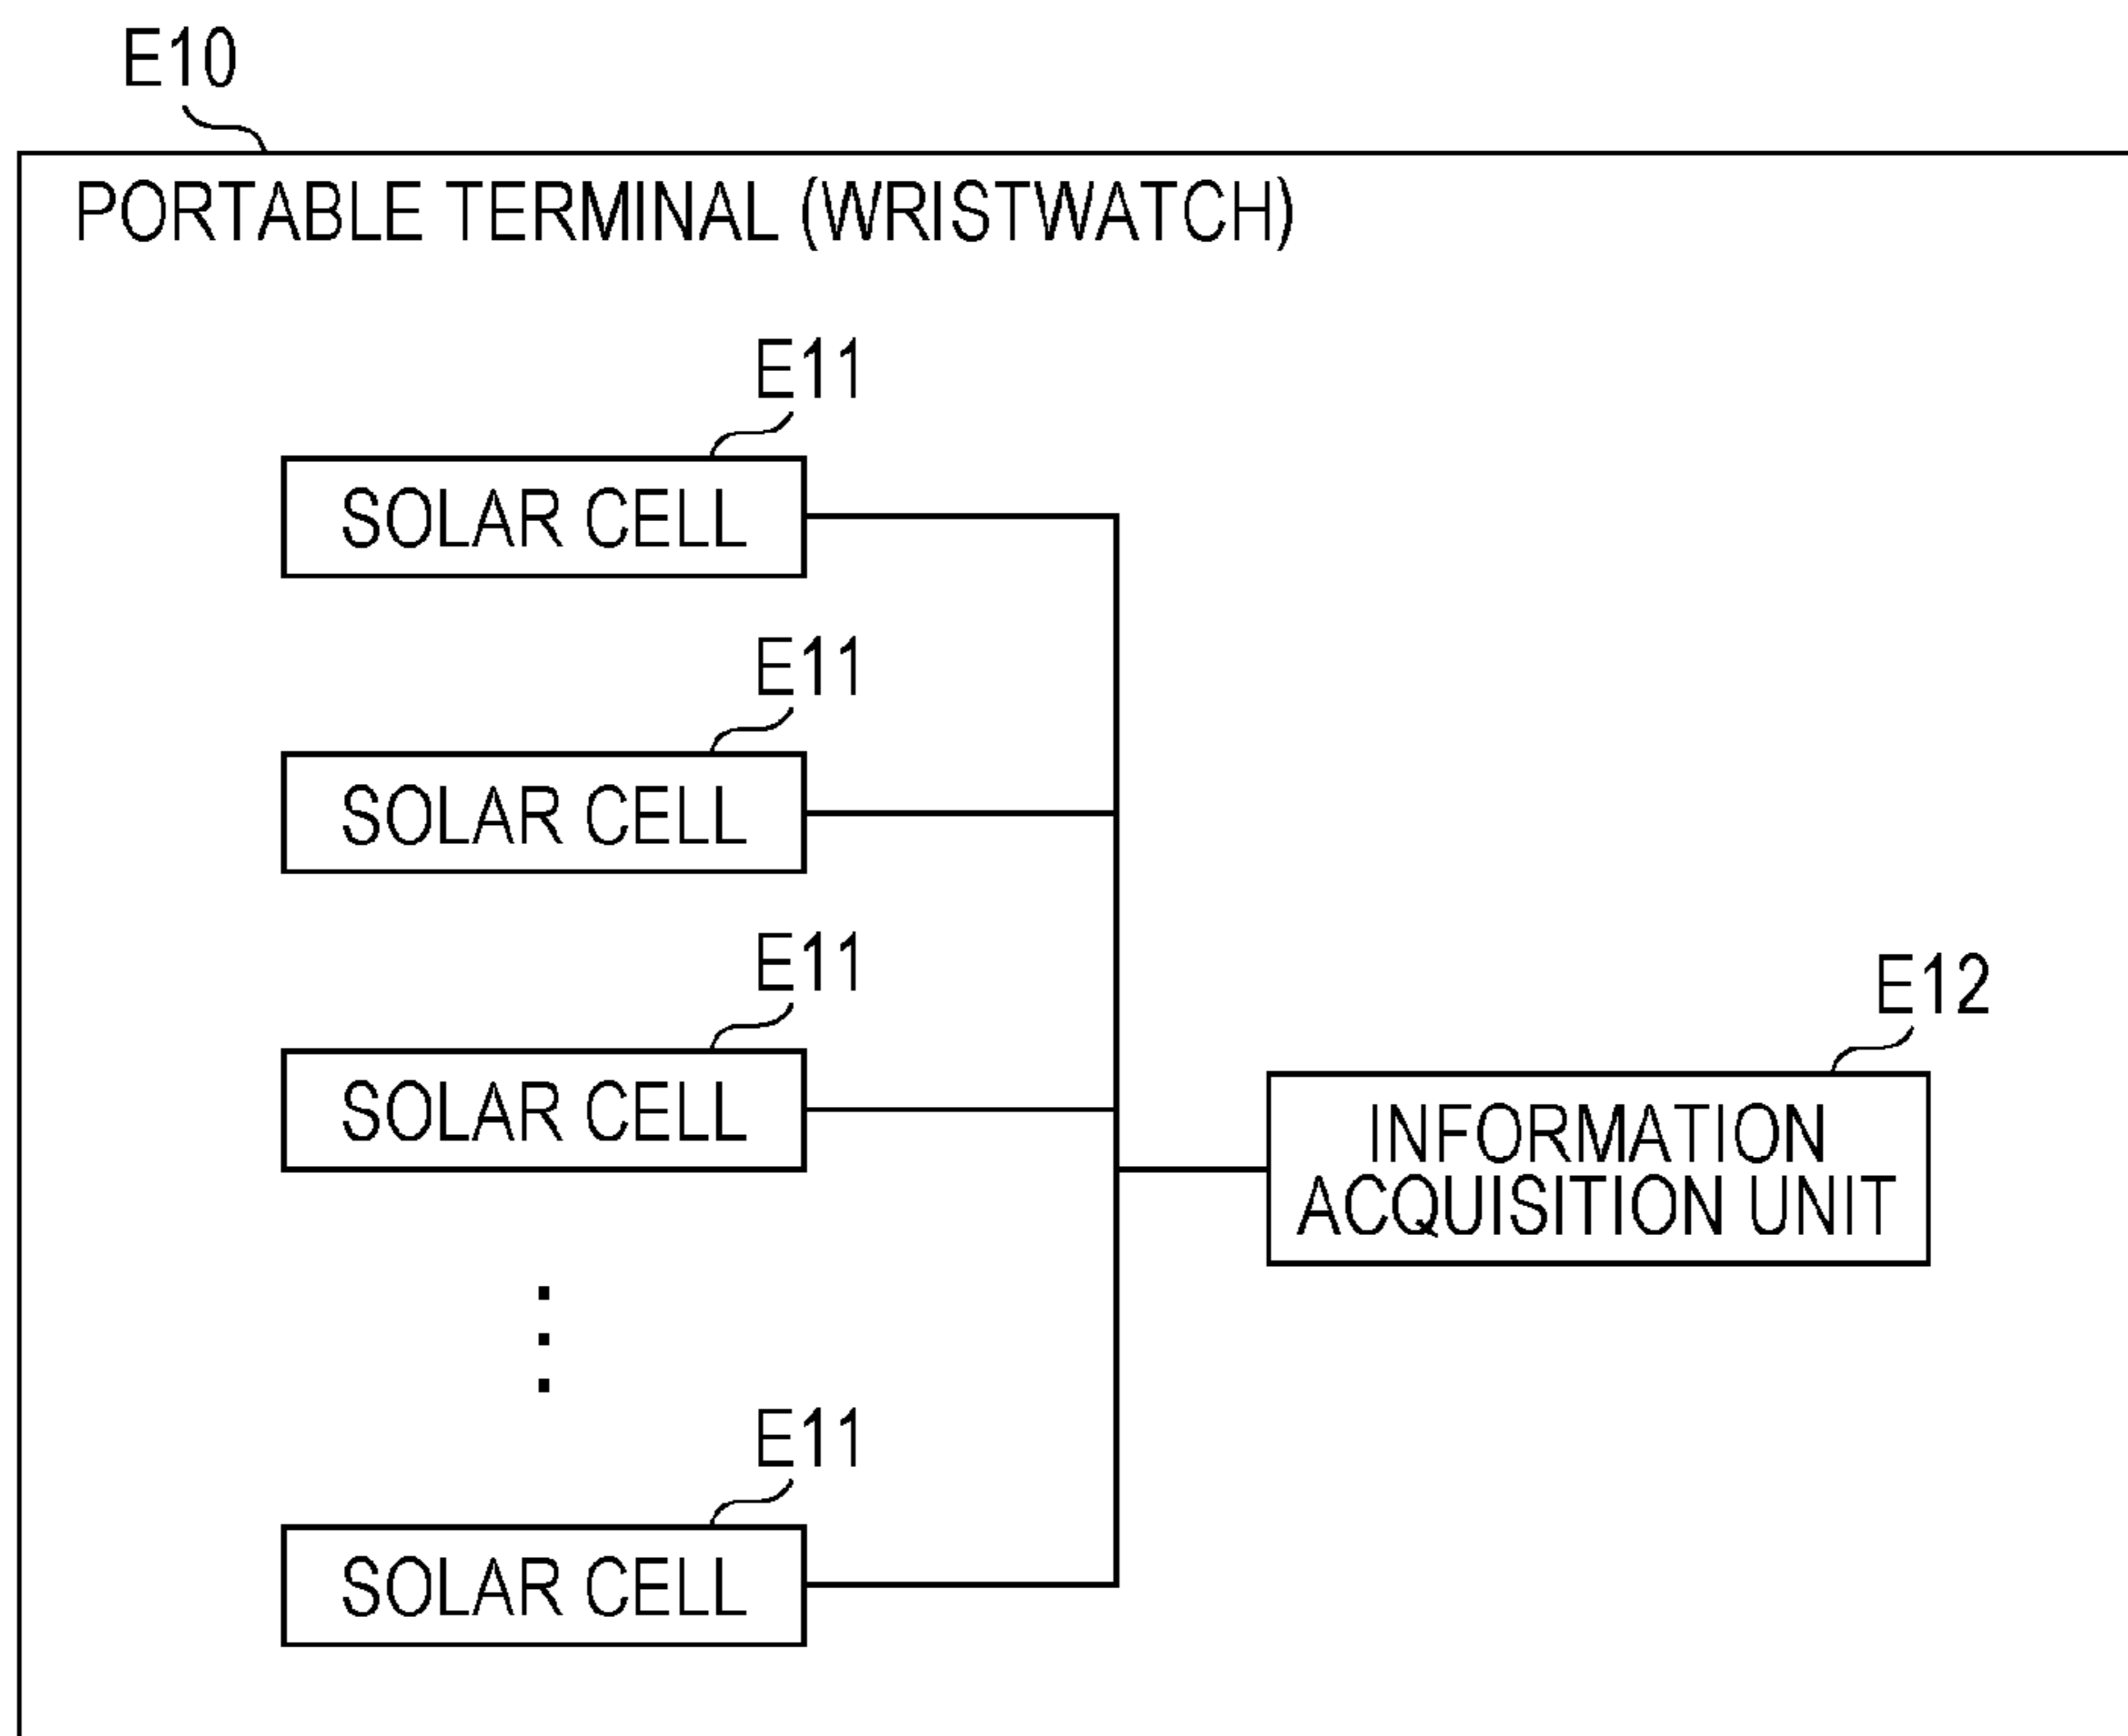 E10
PORTABLE TERMINAL (WRISTWATCH)
E11
SOLAR CELL
E11
SOLAR CELL
E11
SOLAR CELL
E12
INFORMATION
ACQUISITION UNIT
E11
SOLAR CELL